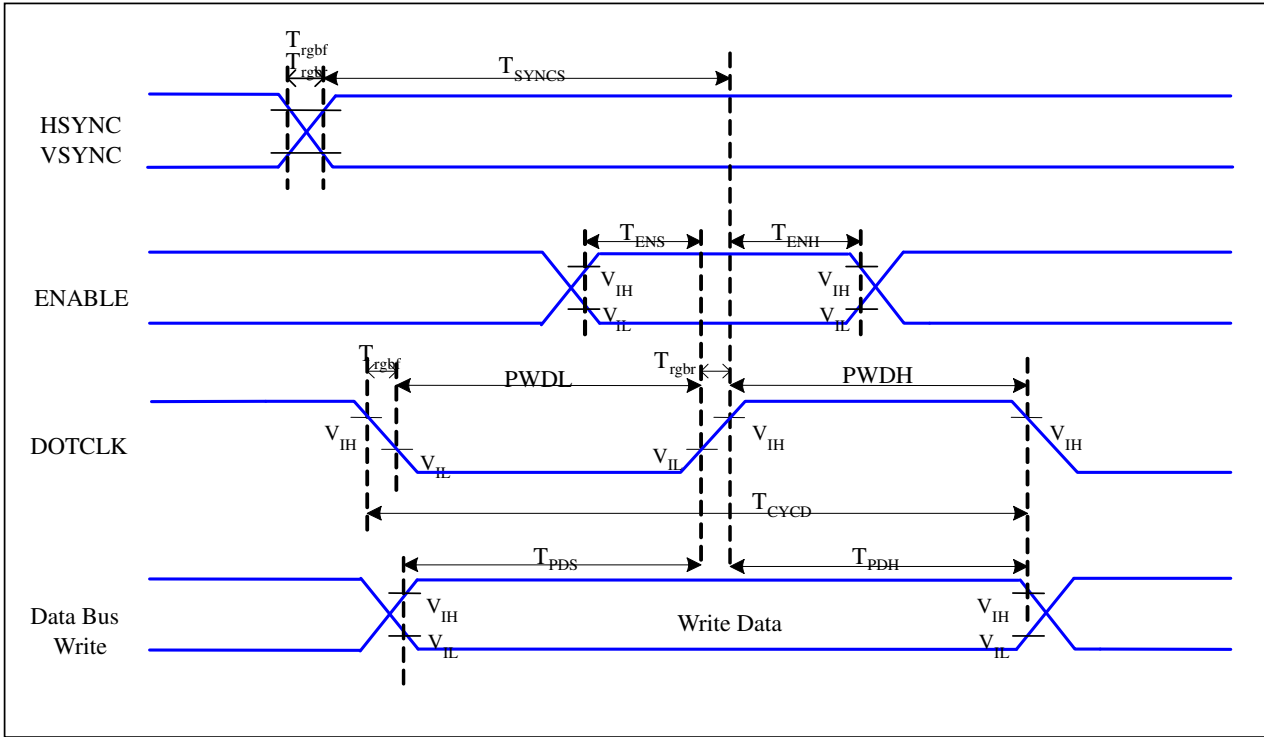 Trgbf
Trgbr
TSYNCS
HSYNC
VSYNC
TENS
TENH
VIH
VIH
ENABLE
VIL
VIL
Trgbf
PWDL
Trgbr
PWDH
VIH
VIH
VIH
DOTCLK
VIL
VIL
TCYCD
TPDS
TPDH
Data Bus
Write
VIH
Write Data
VIH
VIL
VIL